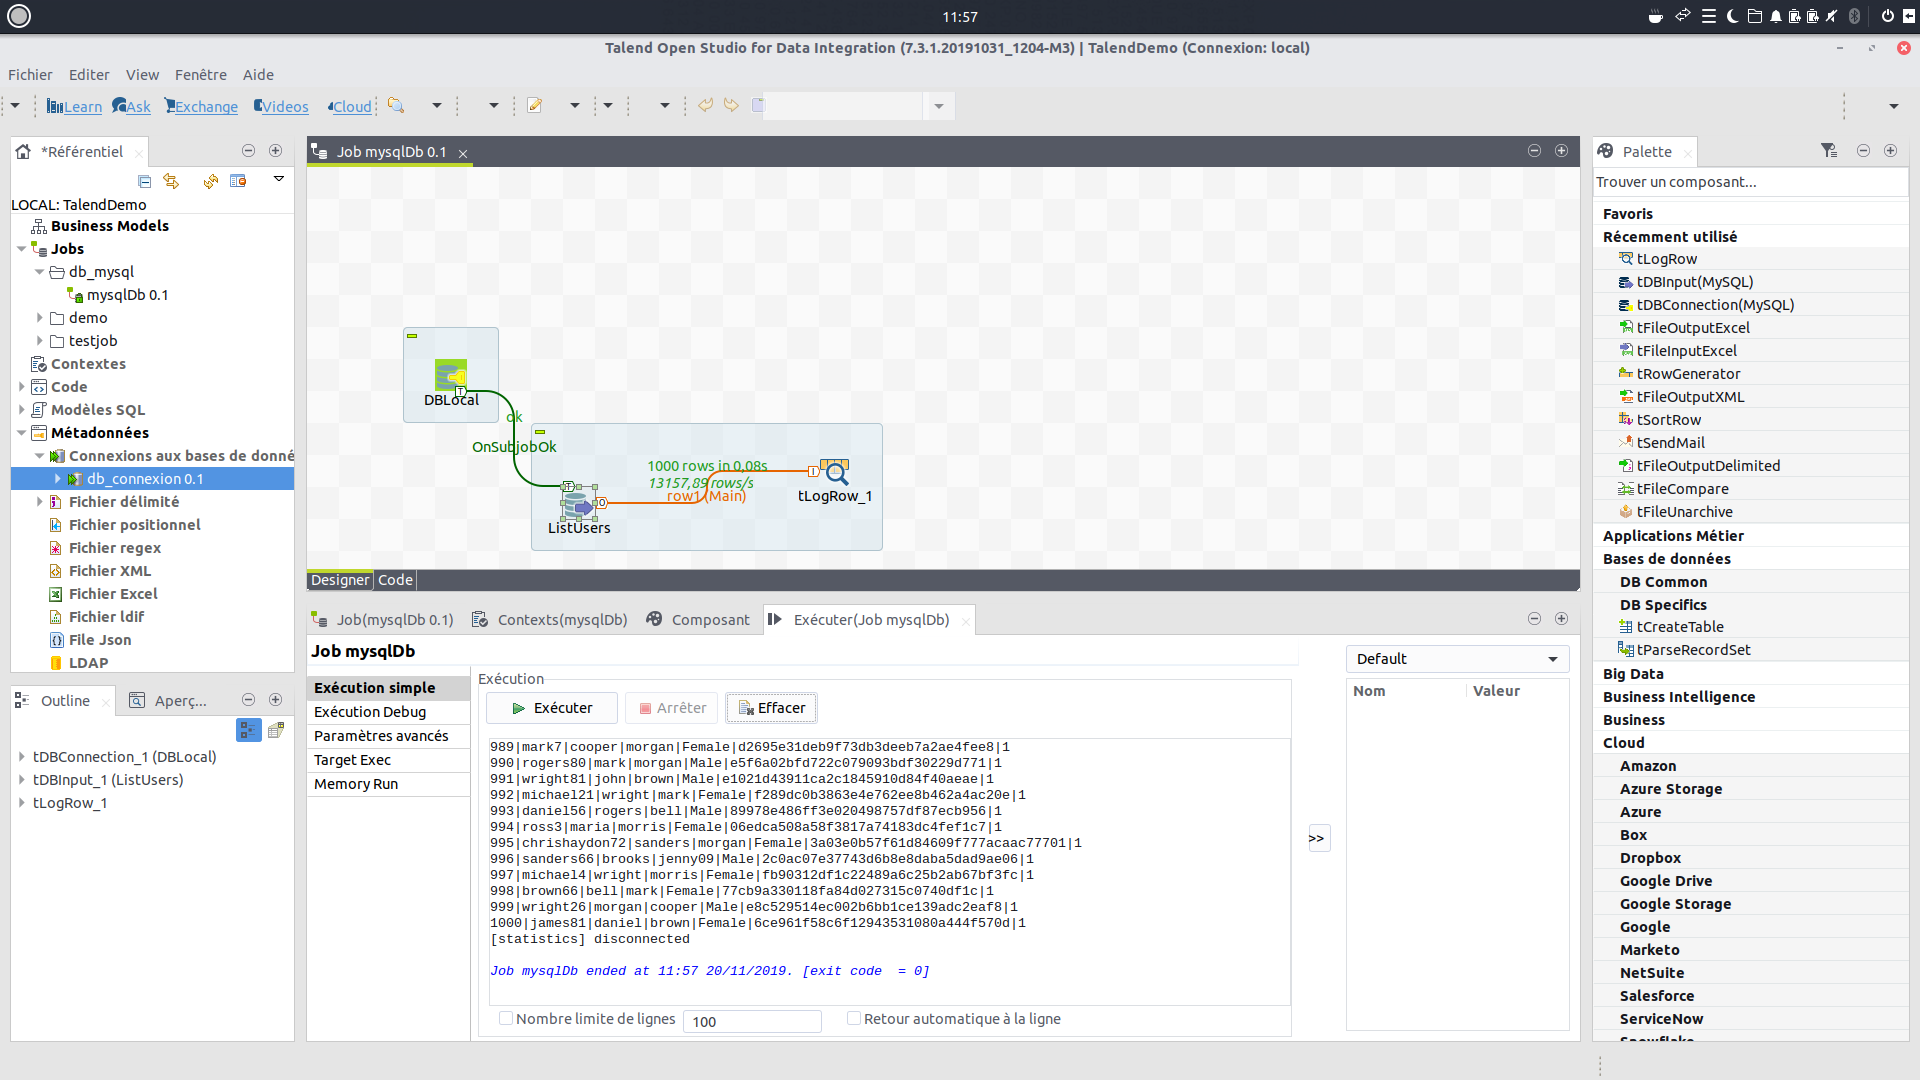 11:57
Talend Open Studio for Data Integration (7.3.1.20191031_1204-M3) | TalendDemo (Connexion: local)
Fichier Editer View Fenêtre Aide
Learn Ask Exchange Videos Cloud
*Référentiel
LOCAL: TalendDemo
Business Models
Jobs
db_mysql
mysqlDb 0.1
demo
testjob
Contextes
Code
Modèles SQL
Métadonnées
Connexions aux bases de donné
db_connexion 0.1
Fichier délimité
Fichier positionnel
Fichier regex
Fichier XML
Fichier Excel
Fichier ldif
File Json
LDAP
Outline Aperç...
tDBConnection_1 (DBLocal)
tDBInput_1 (ListUsers)
tLogRow_1
Job mysqlDb 0.1
DBLocal
ok
OnSubjobOk
1000 rows in 0,08s
13157,89 rows/s
row1 (Main)
tLogRow_1
ListUsers
Designer Code
Job(mysqlDb 0.1) Contexts(mysqlDb) Composant Exécuter(Job mysqlDb)
Job mysqlDb
Exécution simple
Exécution Debug
Paramètres avancés
Target Exec
Memory Run
Exécution
Exécuter Arrêter Effacer
989|mark7|cooper|morgan|Female|d2695e31deb9f73db3deeb7a2ae4fee8|1
990|rogers80|mark|morgan|Male|e5f6a02bfd722c079093bdf30229d771|1
991|wright81|john|brown|Male|e1021d43911ca2c1845910d84f40aeae|1
992|michael21|wright|mark|Female|f289dc0b3863e4e762ee8b462a4ac20e|1
993|daniel56|rogers|bell|Male|89978e486ff3e020498757df87ecb956|1
994|ross3|maria|morris|Female|06edca508a58f3817a74183dc4fef1c7|1
995|chrishaydon72|sanders|morgan|Female|3a03e0b57f61d84609f777acaac77701|1
996|sanders66|brooks|jenny09|Male|2c0ac07e37743d6b8e8daba5dad9ae06|1
997|michael4|wright|morris|Female|fb90312df1c22489a6c25b2ab67bf3fc|1
998|brown66|bell|mark|Female|77cb9a330118fa84d027315c0740df1c|1
999|wright26|morgan|cooper|Male|e8c529514ec002b6bb1ce139adc2eaf8|1
1000|james81|daniel|brown|Female|6ce961f58c6f12943531080a444f570d|1
[statistics] disconnected
Job mysqlDb ended at 11:57 20/11/2019. [exit code  = 0]
Nombre limite de lignes 100 Retour automatique à la ligne
>>
Default
Nom Valeur
Palette
Trouver un composant...
Favoris
Récemment utilisé
tLogRow
tDBInput(MySQL)
tDBConnection(MySQL)
tFileOutputExcel
tFileInputExcel
tRowGenerator
tFileOutputXML
tSortRow
tSendMail
tFileOutputDelimited
tFileCompare
tFileUnarchive
Applications Métier
Bases de données
DB Common
DB Specifics
tCreateTable
tParseRecordSet
Big Data
Business Intelligence
Business
Cloud
Amazon
Azure Storage
Azure
Box
Dropbox
Google Drive
Google Storage
Google
Marketo
NetSuite
Salesforce
ServiceNow
Snowflake